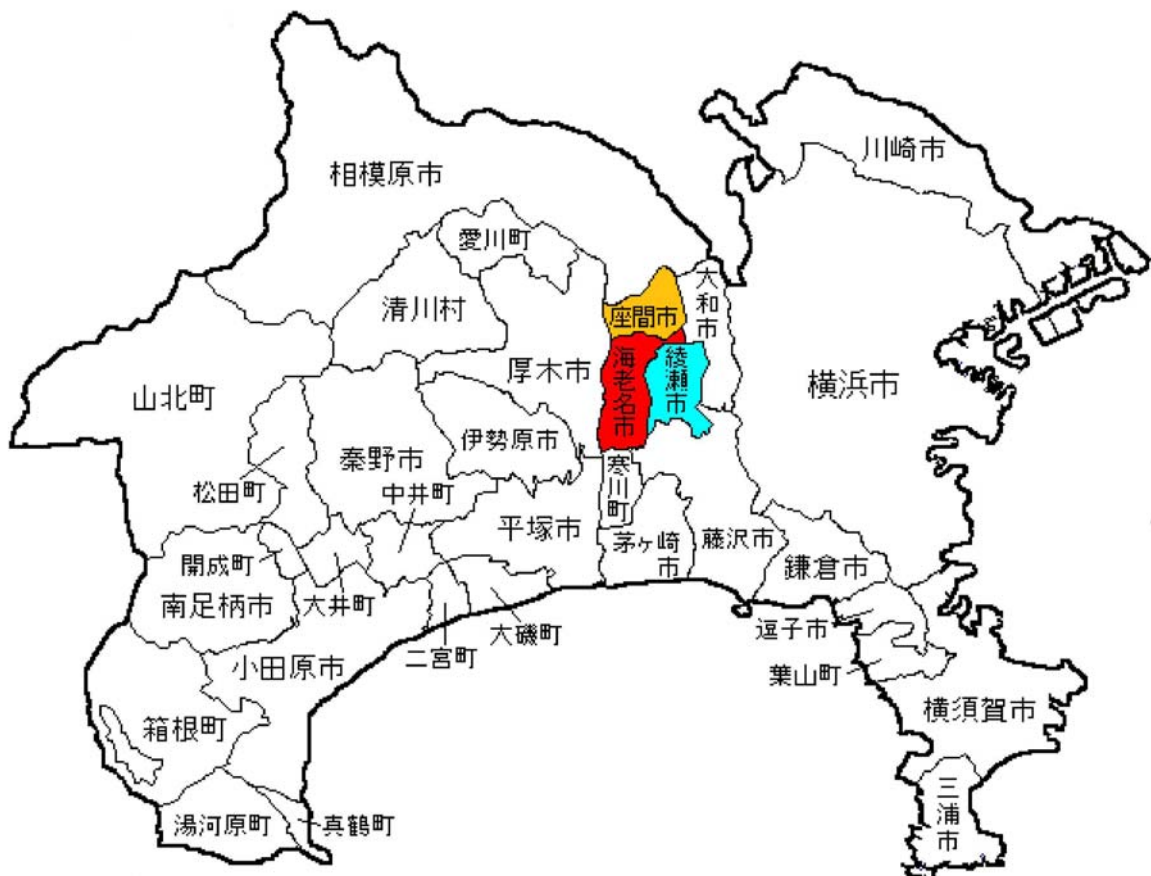 川崎市
相模原市
愛川町
大和市
清川村
座間市
厚木市
海老名市
綾瀬市
横浜市
山北町
伊勢原市
秦野市
松田町
中井町
寒川町
平塚市
茅ヶ崎市
藤沢市
鎌倉市
開成町
南足柄市
大井町
大磯町
逗子市
二宮町
小田原市
葉山町
横須賀市
箱根町
三浦市
湯河原町
真鶴町